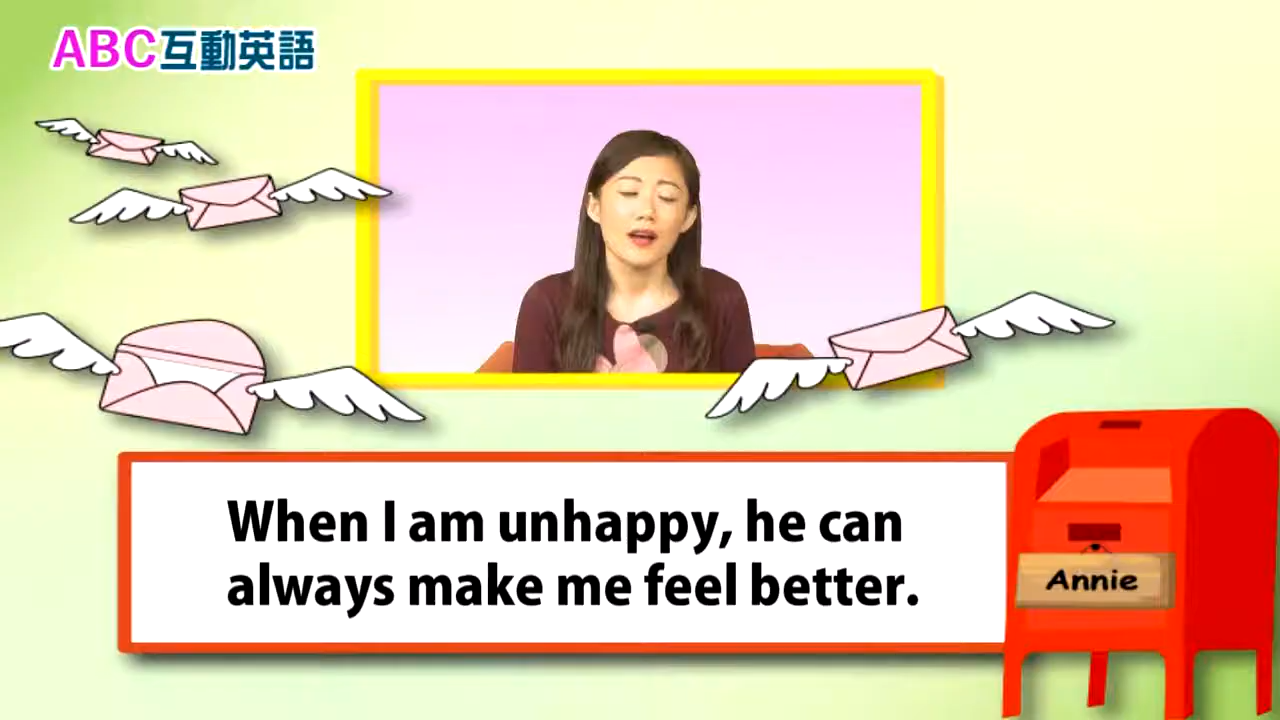 ABC互動英語
When I am unhappy, he can
always make me feel better.
Annie